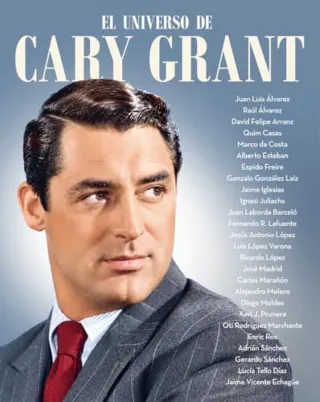 EL UNIVERSO DE
CARY GRANT
Juan Luis Álvarez
Raúl Álvarez
David Felipe Arranz
Quim Casas
Marco da Costa
Alberto Esteban
Espido Freire
Gonzalo González Laiz
Jaime Iglesias
Ignasi Juliachs
Juan Laborda Barceló
Fernando R. Lafuente
Jesús Antonio López
Luis López Varona
Ricardo López
José Madrid
Carlos Marañón
Alejandro Melero
Diego Moldes
Xavi J. Prunera
Oti Rodríguez Marchante
Enric Ros
Adrián Sánchez
Gerardo Sánchez
Lucía Tello Díaz
Jaime Vicente Echagüe